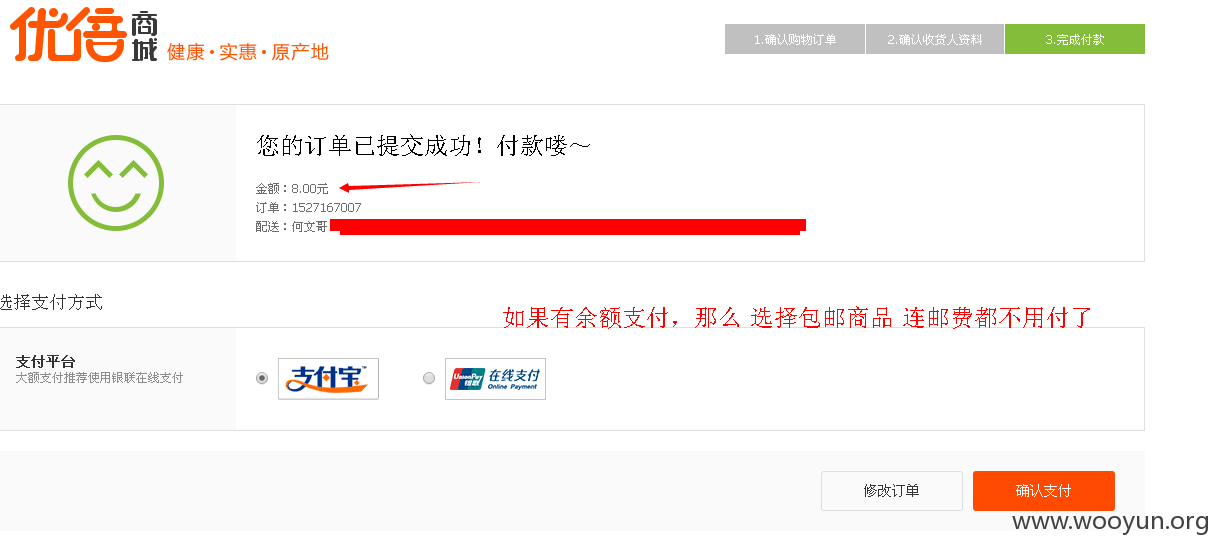 优倍商城 健康·实惠·原产地
1.确认购物订单 2.确认收货人资料 3.完成付款
您的订单已提交成功！付款喽～
金额：8.00元
订单：1527167007
配送：何文哥
选择支付方式
如果有余额支付，那么 选择包邮商品 连邮费都不用付了
支付平台
大额支付推荐使用银联在线支付
支付宝™
UnionPay 银联 在线支付 Online Payment
修改订单 确认支付
www.wooyun.org